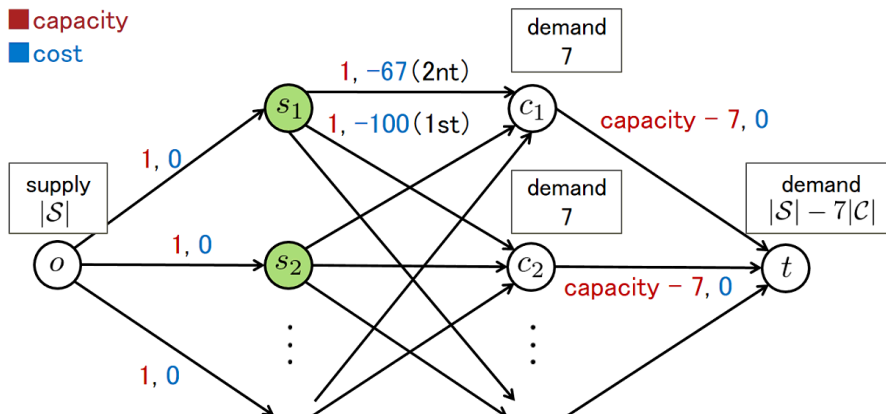 capacity
cost
demand
7
1, −67(2nt)
s₁
c₁
1, −100(1st)
capacity − 7, 0
1, 0
supply
|𝒮|
demand
7
demand
|𝒮| − 7|𝒞|
1, 0
o
s₂
c₂
t
capacity − 7, 0
⋮
⋮
1, 0